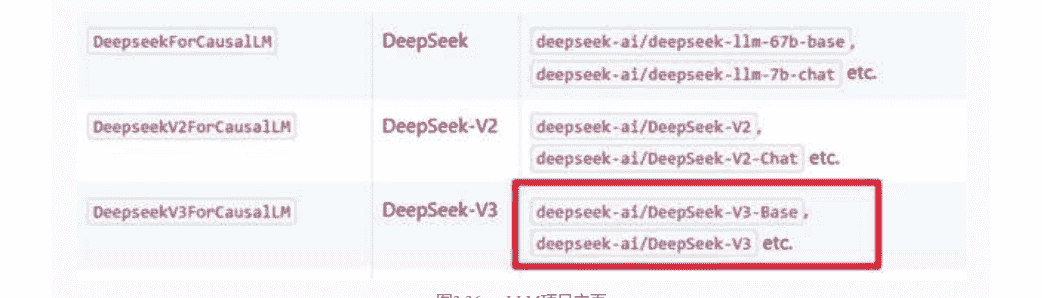 DeepseekForCausalLM DeepSeek deepseek-ai/deepseek-llm-67b-base,
deepseek-ai/deepseek-llm-7b-chat etc.
DeepseekV2ForCausalLM DeepSeek-V2 deepseek-ai/DeepSeek-V2,
deepseek-ai/DeepSeek-V2-Chat etc.
DeepseekV3ForCausalLM DeepSeek-V3 deepseek-ai/DeepSeek-V3-Base,
deepseek-ai/DeepSeek-V3 etc.